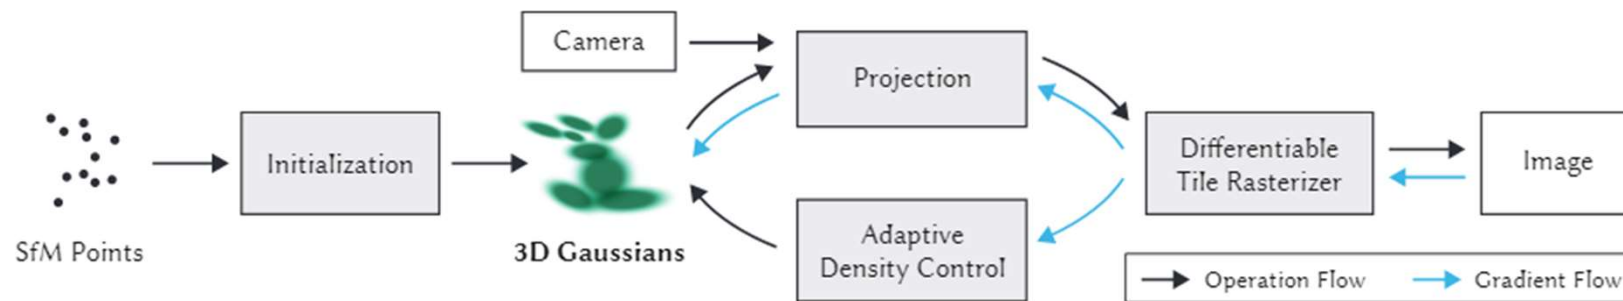 Camera
Projection
Initialization
Differentiable
Tile Rasterizer
Image
SfM Points
3D Gaussians
Adaptive
Density Control
Operation Flow
Gradient Flow